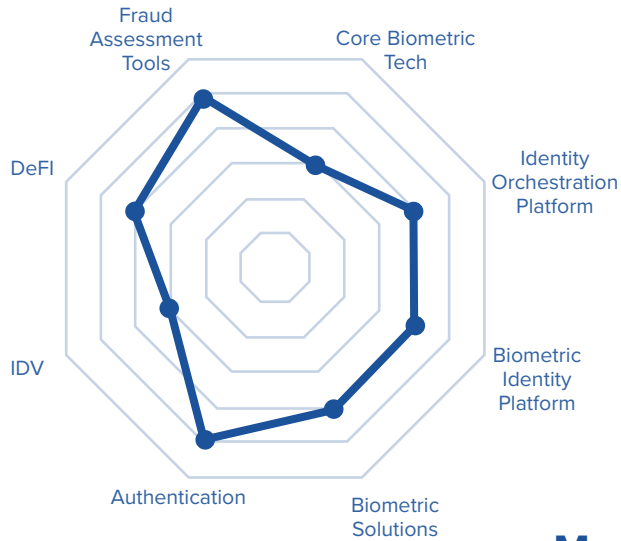 Fraud
Assessment
Tools
Core Biometric
Tech
DeFI
Identity
Orchestration
Platform
IDV
Biometric
Identity
Platform
Authentication
Biometric
Solutions